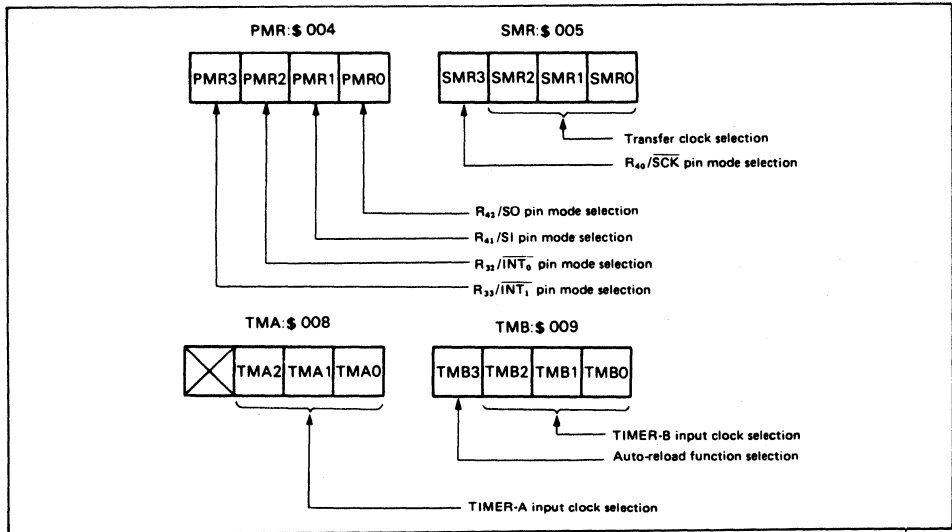 PMR:$ 004
SMR:$ 005
PMR3 PMR2 PMR1 PMR0
SMR3 SMR2 SMR1 SMR0
Transfer clock selection
R₄₀/S̅C̅K̅ pin mode selection
R₄₂/SO pin mode selection
R₄₁/SI pin mode selection
R₃₂/I̅N̅T̅₀ pin mode selection
R₃₃/I̅N̅T̅₁ pin mode selection
TMA:$ 008
TMB:$ 009
TMA2 TMA1 TMA0
TMB3 TMB2 TMB1 TMB0
TIMER-B input clock selection
Auto-reload function selection
TIMER-A input clock selection